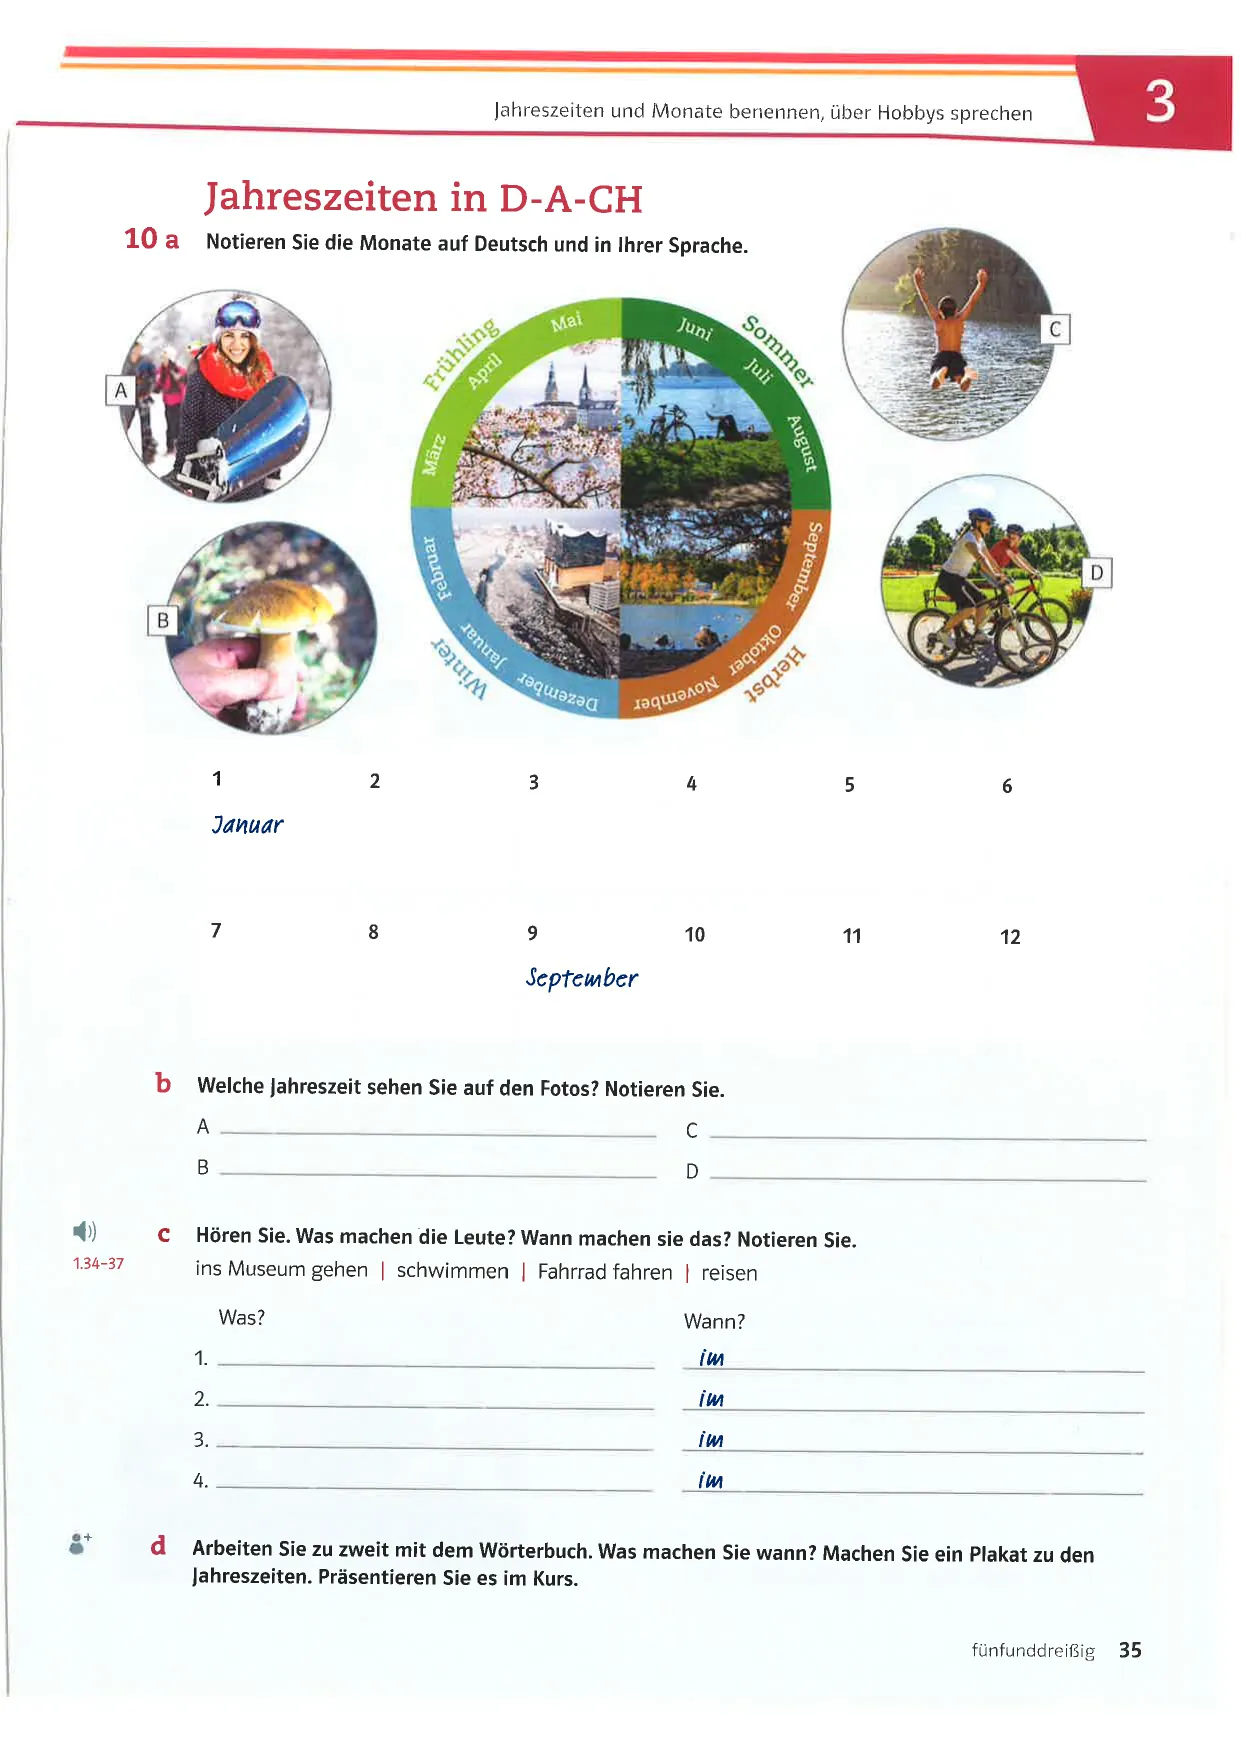 Jahreszeiten und Monate benennen, über Hobbys sprechen
3
Jahreszeiten in D-A-CH
10 a Notieren Sie die Monate auf Deutsch und in Ihrer Sprache.
A
B
C
D
Frühling
März
April
Mai
Sommer
Juni
Juli
August
Herbst
September
Oktober
November
Winter
Dezember
Januar
Februar
1 2 3 4 5 6
Januar
7 8 9 10 11 12
September
b Welche Jahreszeit sehen Sie auf den Fotos? Notieren Sie.
A C
B D
c Hören Sie. Was machen die Leute? Wann machen sie das? Notieren Sie.
1.34–37
ins Museum gehen | schwimmen | Fahrrad fahren | reisen
Was? Wann?
1. im
2. im
3. im
4. im
d Arbeiten Sie zu zweit mit dem Wörterbuch. Was machen Sie wann? Machen Sie ein Plakat zu den
Jahreszeiten. Präsentieren Sie es im Kurs.
fünfunddreißig 35